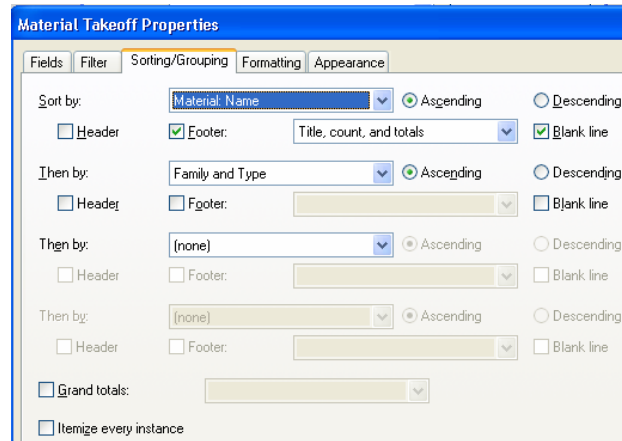 Material Takeoff Properties
Fields Filter Sorting/Grouping Formatting Appearance
Sort by: Material: Name Ascending Descending
Header Footer: Title, count, and totals Blank line
Then by: Family and Type Ascending Descending
Header Footer: Blank line
Then by: (none) Ascending Descending
Header Footer: Blank line
Then by: (none) Ascending Descending
Header Footer: Blank line
Grand totals:
Itemize every instance